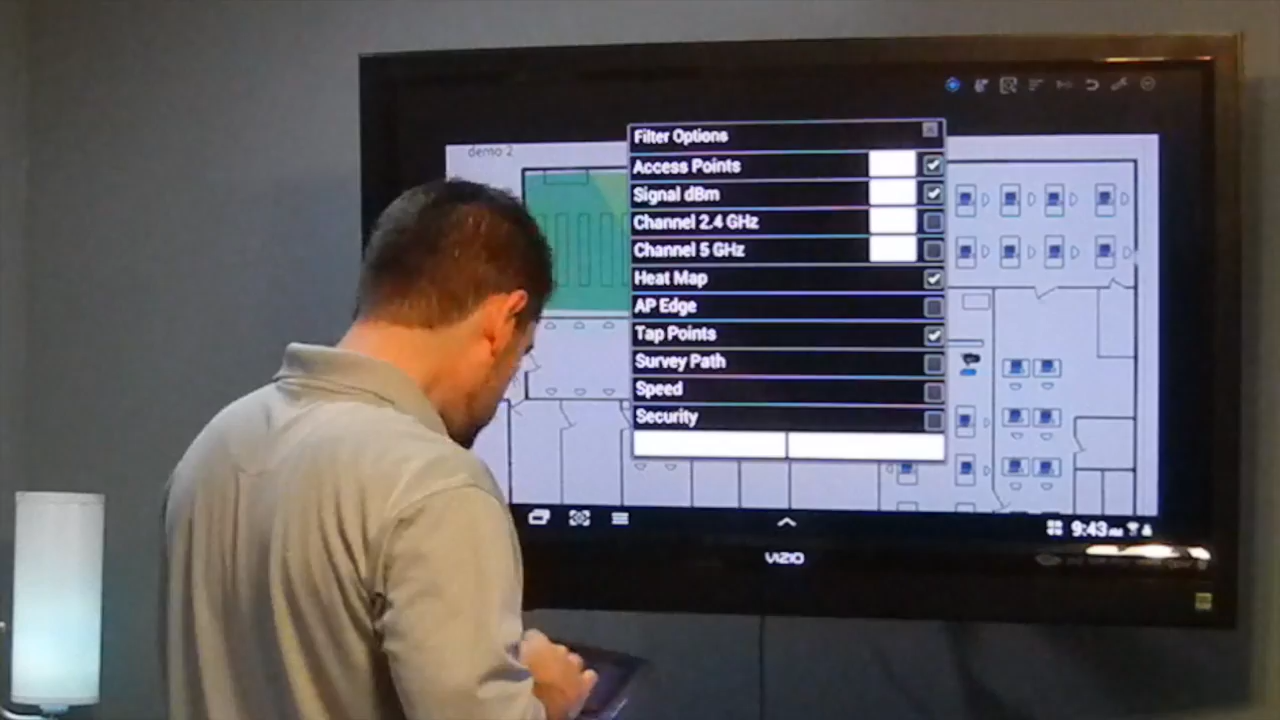 demo 2
Filter Options
Access Points
Signal dBm
Channel 2.4 GHz
Channel 5 GHz
Heat Map
AP Edge
Tap Points
Survey Path
Speed
Security
9:43
VIZIO